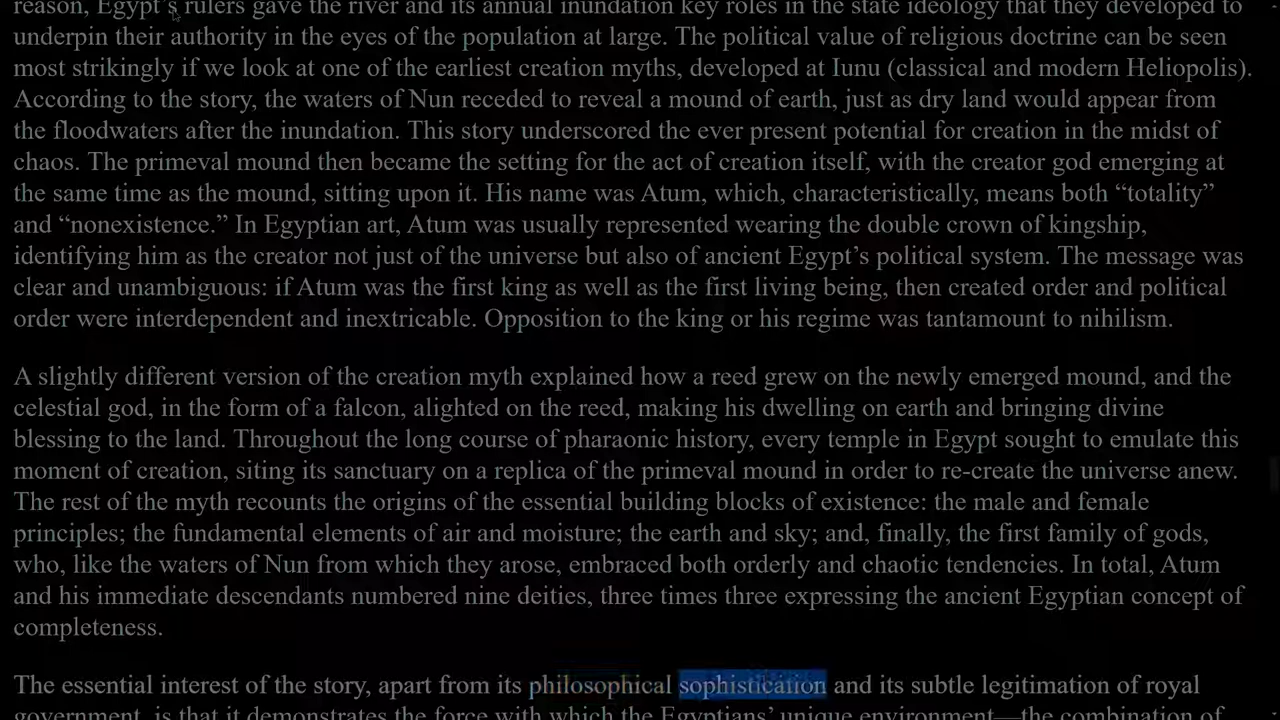 reason, Egypt’s rulers gave the river and its annual inundation key roles in the state ideology that they developed to
underpin their authority in the eyes of the population at large. The political value of religious doctrine can be seen
most strikingly if we look at one of the earliest creation myths, developed at Iunu (classical and modern Heliopolis).
According to the story, the waters of Nun receded to reveal a mound of earth, just as dry land would appear from
the floodwaters after the inundation. This story underscored the ever present potential for creation in the midst of
chaos. The primeval mound then became the setting for the act of creation itself, with the creator god emerging at
the same time as the mound, sitting upon it. His name was Atum, which, characteristically, means both “totality”
and “nonexistence.” In Egyptian art, Atum was usually represented wearing the double crown of kingship,
identifying him as the creator not just of the universe but also of ancient Egypt’s political system. The message was
clear and unambiguous: if Atum was the first king as well as the first living being, then created order and political
order were interdependent and inextricable. Opposition to the king or his regime was tantamount to nihilism.
A slightly different version of the creation myth explained how a reed grew on the newly emerged mound, and the
celestial god, in the form of a falcon, alighted on the reed, making his dwelling on earth and bringing divine
blessing to the land. Throughout the long course of pharaonic history, every temple in Egypt sought to emulate this
moment of creation, siting its sanctuary on a replica of the primeval mound in order to re-create the universe anew.
The rest of the myth recounts the origins of the essential building blocks of existence: the male and female
principles; the fundamental elements of air and moisture; the earth and sky; and, finally, the first family of gods,
who, like the waters of Nun from which they arose, embraced both orderly and chaotic tendencies. In total, Atum
and his immediate descendants numbered nine deities, three times three expressing the ancient Egyptian concept of
completeness.
The essential interest of the story, apart from its philosophical sophistication and its subtle legitimation of royal
government, is that it demonstrates the force with which the Egyptians’ unique environment—the combination of